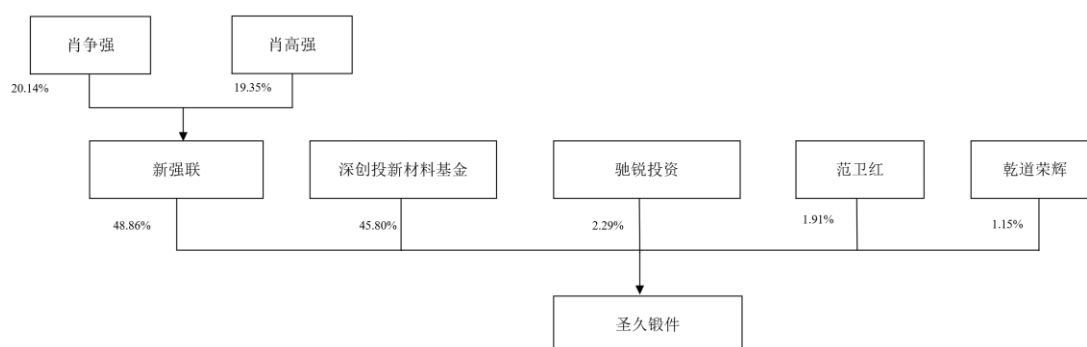 肖争强
肖高强
20.14%
19.35%
新强联
深创投新材料基金
驰锐投资
范卫红
乾道荣辉
48.86%
45.80%
2.29%
1.91%
1.15%
圣久锻件